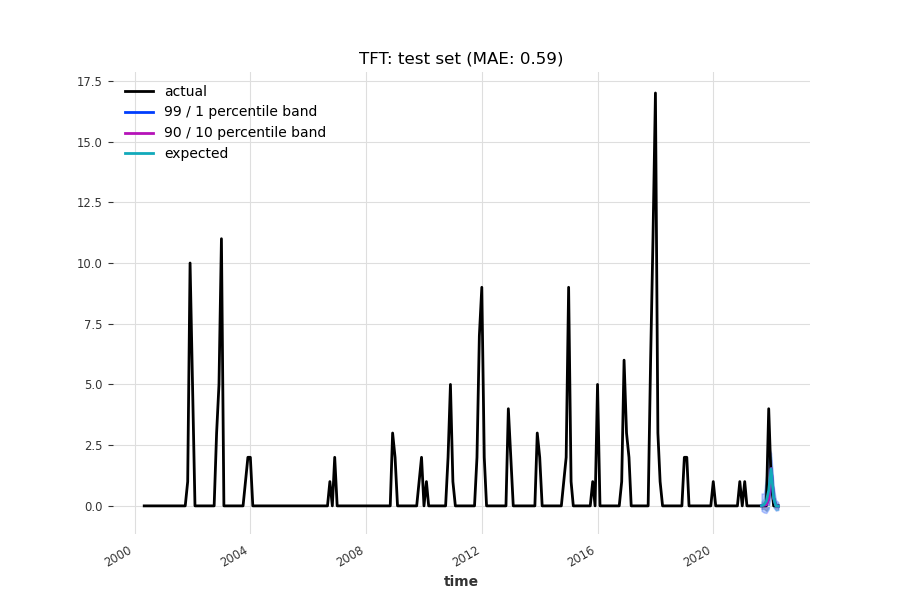 TFT: test set (MAE: 0.59)
17.5
15.0
12.5
10.0
7.5
5.0
2.5
0.0
actual
99 / 1 percentile band
90 / 10 percentile band
expected
2000
2004
2008
2012
2016
2020
time